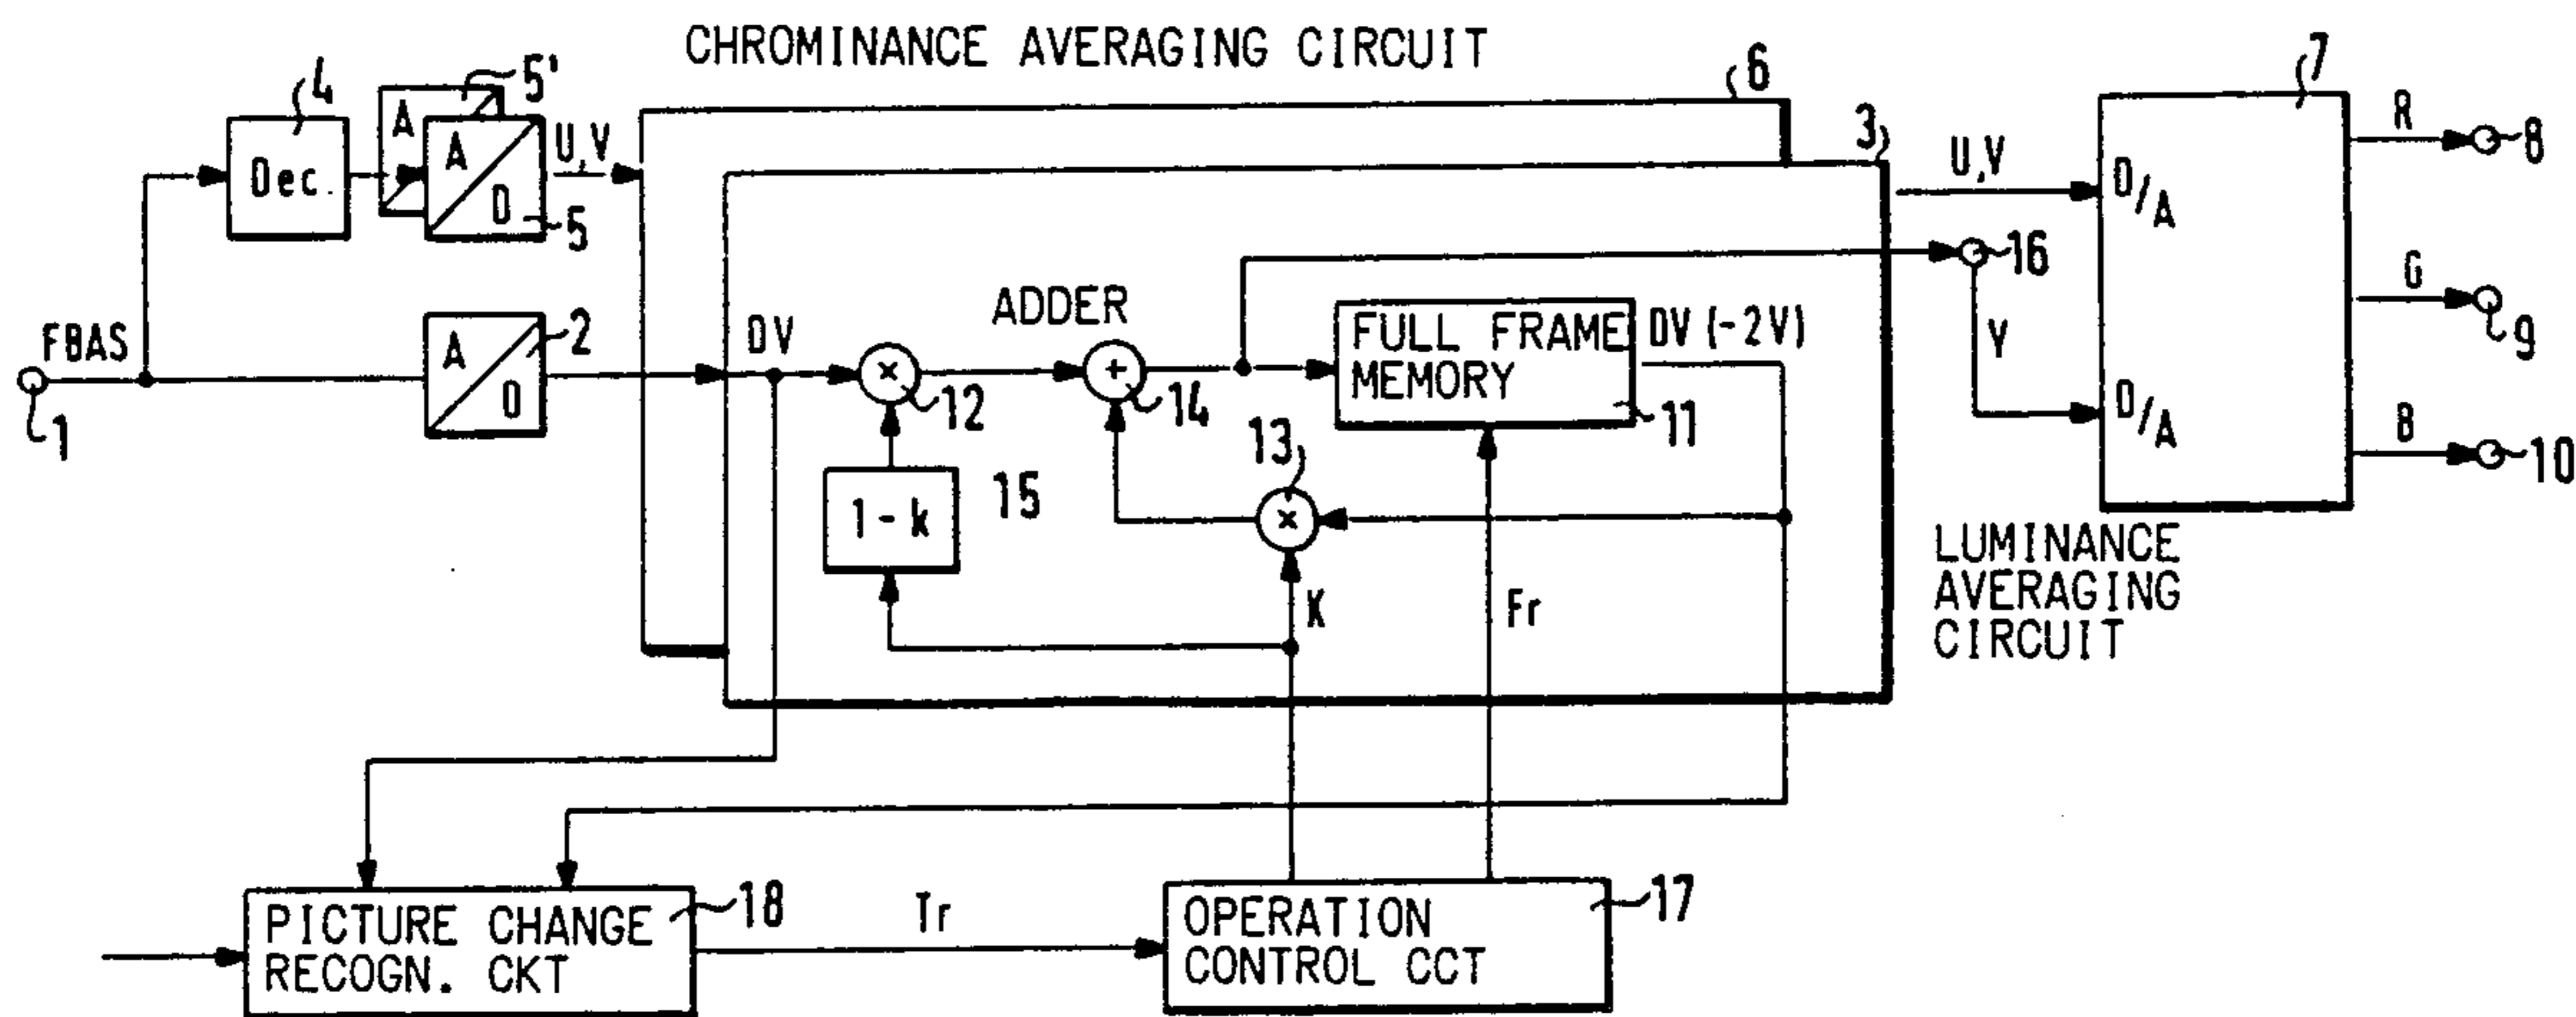 CHROMINANCE AVERAGING CIRCUIT
6
7
4
5'
A
A
D
5
U,V
3
Dec.
U,V
D/A
R
8
16
FBAS
1
A
D
2
DV
ADDER
×
12
+
14
FULL FRAME
MEMORY
11
DV (-2V)
Y
D/A
G
9
B
10
13
×
1-k
15
K
Fr
LUMINANCE
AVERAGING
CIRCUIT
PICTURE CHANGE
RECOGN. CKT
18
Tr
OPERATION
CONTROL CCT
17